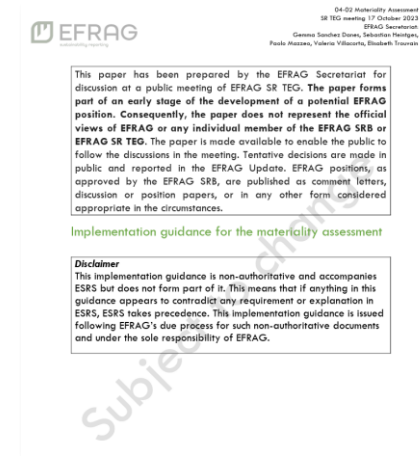 04-02 Materiality Assessment
SR TEG meeting 17 October 2023
EFRAG Secretariat:
Gemma Sanchez Danes, Sebastian Heintges,
Paola Mazzea, Valeria Villacorta, Elisabeth Trauvain
EFRAG
This paper has been prepared by the EFRAG Secretariat for
discussion at a public meeting of EFRAG SR TEG. The paper forms
part of an early stage of the development of a potential EFRAG
position. Consequently, the paper does not represent the official
views of EFRAG or any individual member of the EFRAG SRB or
EFRAG SR TEG. The paper is made available to enable the public to
follow the discussions in the meeting. Tentative decisions are made in
public and reported in the EFRAG Update. EFRAG positions, as
approved by the EFRAG SRB, are published as comment letters,
discussion or position papers, or in any other form considered
appropriate in the circumstances.
Implementation guidance for the materiality assessment
Disclaimer
This implementation guidance is non-authoritative and accompanies
ESRS but does not form part of it. This means that if anything in this
guidance appears to contradict any requirement or explanation in
ESRS, ESRS takes precedence. This implementation guidance is issued
following EFRAG's due process for such non-authoritative documents
and under the sole responsibility of EFRAG.
Subject to change